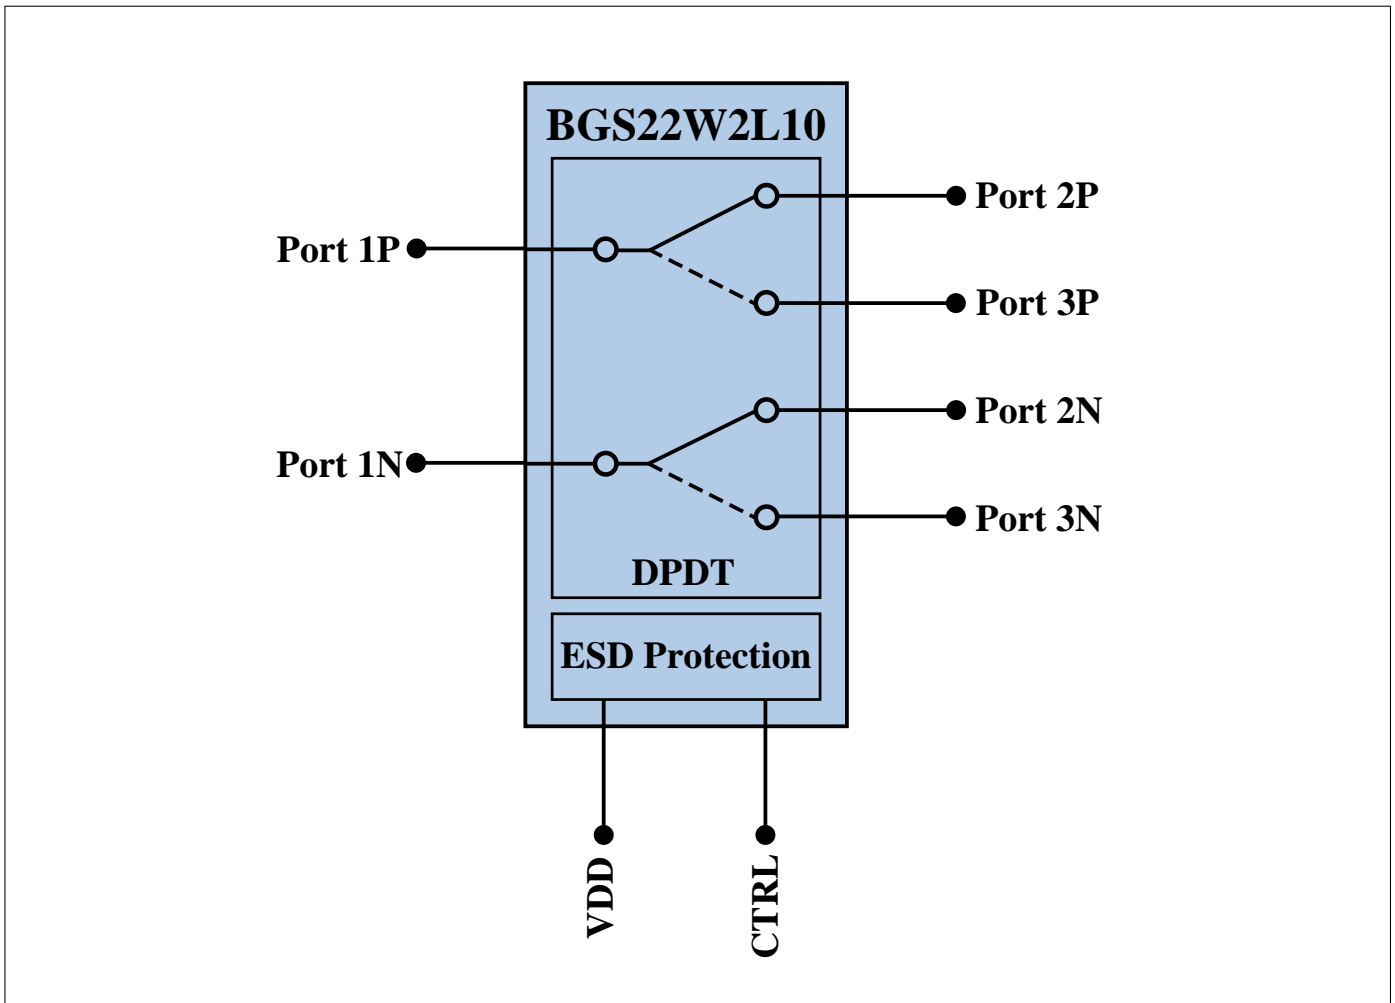 BGS22W2L10
Port 2P
Port 1P
Port 3P
Port 2N
Port 1N
Port 3N
DPDT
ESD Protection
VDD
CTRL